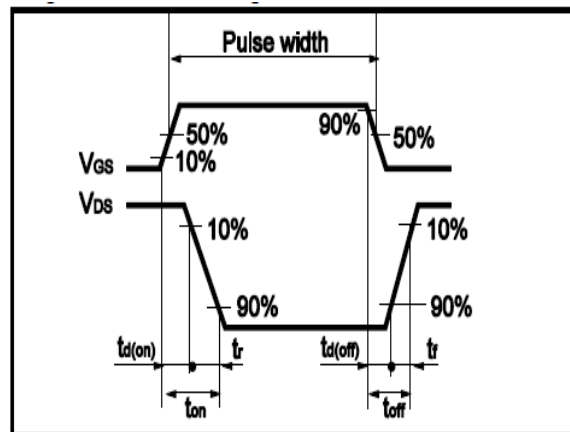 Pulse width
90%
50%
50%
10%
VGS
VDS
10%
10%
90%
90%
td(on)
tr
td(off)
tf
ton
toff